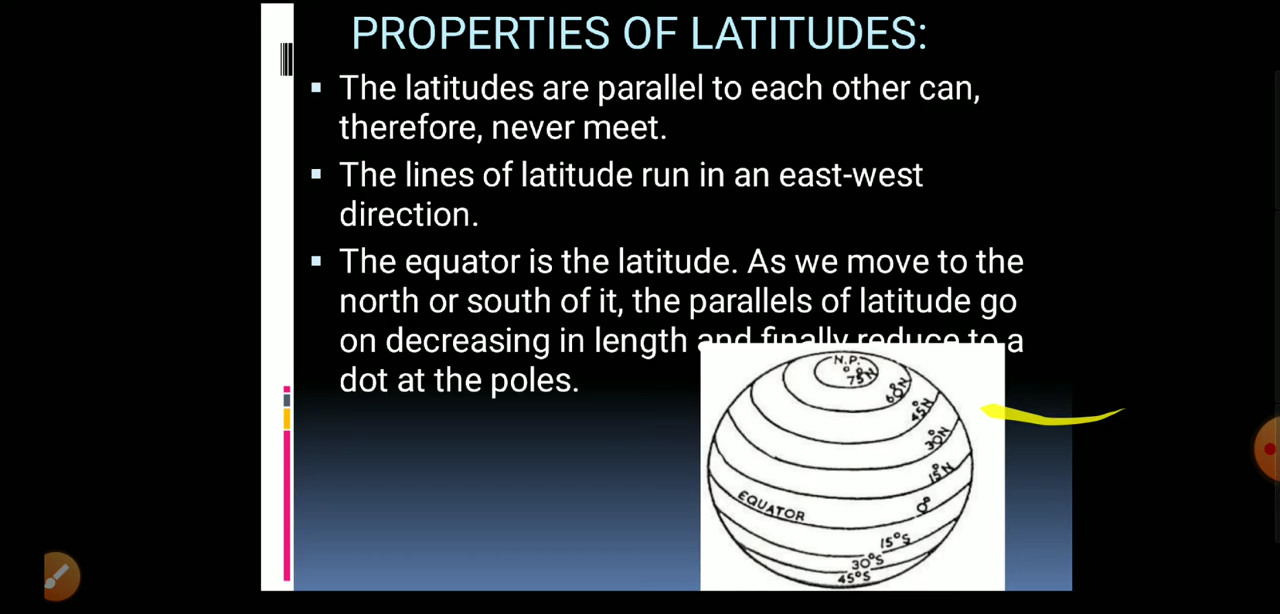 PROPERTIES OF LATITUDES:
The latitudes are parallel to each other can,
therefore, never meet.
The lines of latitude run in an east-west
direction.
The equator is the latitude. As we move to the
north or south of it, the parallels of latitude go
on decreasing in length and finally reduce to a
dot at the poles.
N.P.
75°N
60°N
45°N
30°N
15°N
EQUATOR 0°
15°S
30°S
45°S